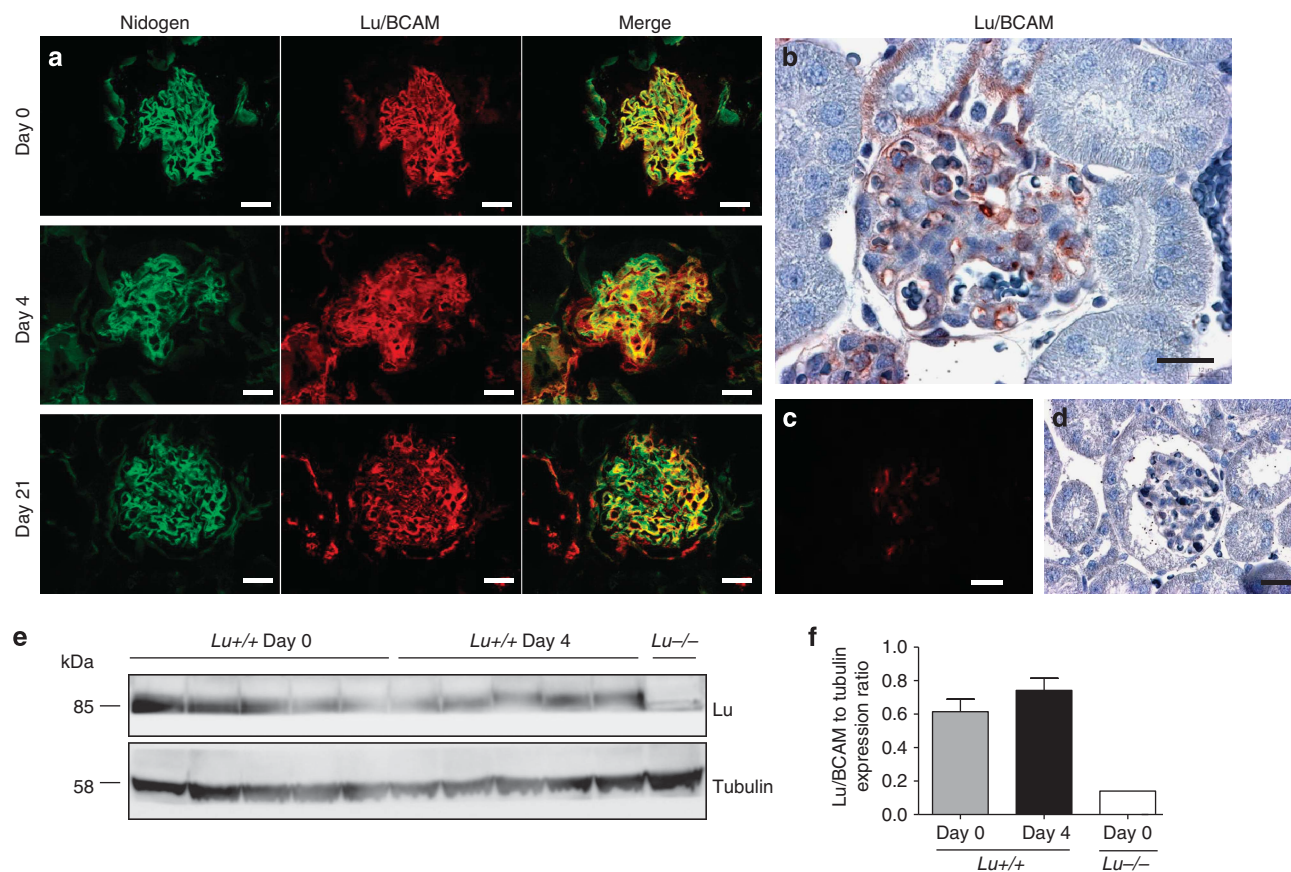 Nidogen Lu/BCAM Merge Lu/BCAM
a
b
Day 0
Day 4
Day 21
c
d
e
Lu+/+ Day 0 Lu+/+ Day 4 Lu–/–
kDa
85
Lu
58
Tubulin
f
Lu/BCAM to tubulin
expression ratio
1.0
0.8
0.6
0.4
0.2
0.0
Day 0 Day 4 Day 0
Lu+/+ Lu–/–